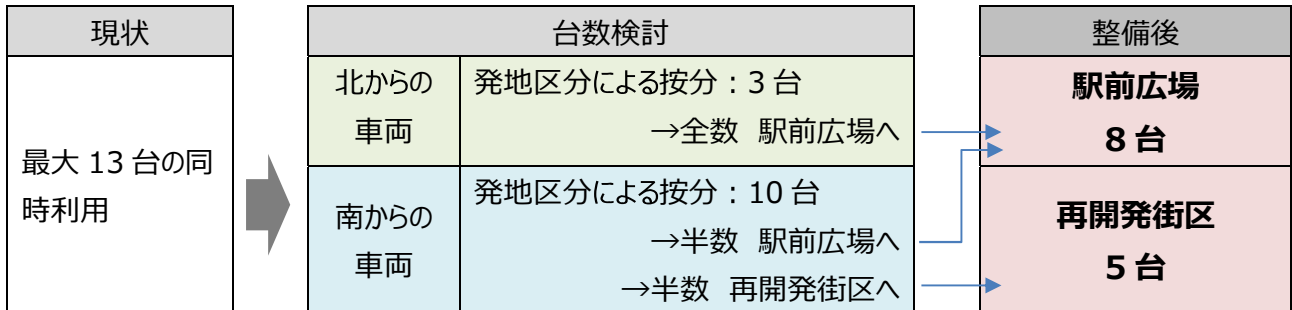 現状
最大 13 台の同
時利用
台数検討
北からの
車両
発地区分による按分：3 台
→全数 駅前広場へ
南からの
車両
発地区分による按分：10 台
→半数 駅前広場へ
→半数 再開発街区へ
整備後
駅前広場
8 台
再開発街区
5 台